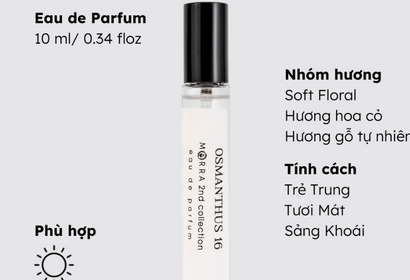 Eau de Parfum
10 ml/ 0.34 floz
Nhóm hương
Soft Floral
Hương hoa cỏ
Hương gỗ tự nhiên
Tính cách
Trẻ Trung
Tươi Mát
Sảng Khoái
Phù hợp
OSMANTHUS 16
MORRA 2nd collection
eau de parfum